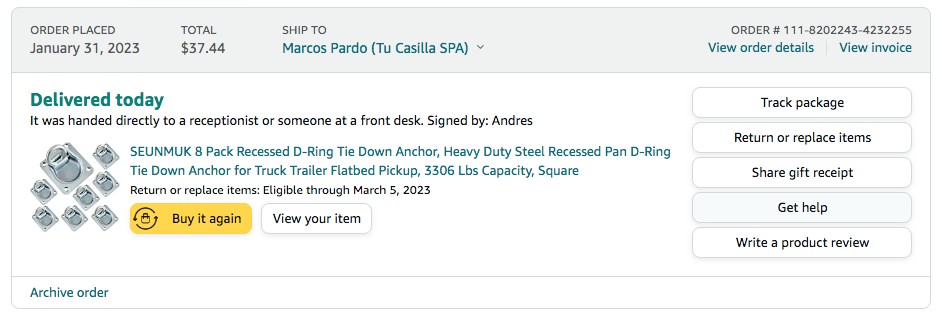 ORDER PLACED
January 31, 2023
TOTAL
$37.44
SHIP TO
Marcos Pardo (Tu Casilla SPA)
ORDER # 111-8202243-4232255
View order details
View invoice
Delivered today
It was handed directly to a receptionist or someone at a front desk. Signed by: Andres
SEUNMUK 8 Pack Recessed D-Ring Tie Down Anchor, Heavy Duty Steel Recessed Pan D-Ring
Tie Down Anchor for Truck Trailer Flatbed Pickup, 3306 Lbs Capacity, Square
Return or replace items: Eligible through March 5, 2023
Buy it again
View your item
Track package
Return or replace items
Share gift receipt
Get help
Write a product review
Archive order